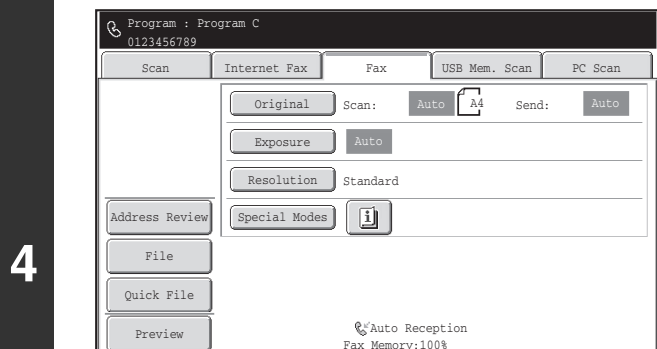 Program : Program C
0123456789
Scan
Internet Fax
Fax
USB Mem. Scan
PC Scan
Original
Scan:
Auto
A4
Send:
Auto
Exposure
Auto
Resolution
Standard
Special Modes
Address Review
File
Quick File
Preview
Auto Reception
Fax Memory:100%
4